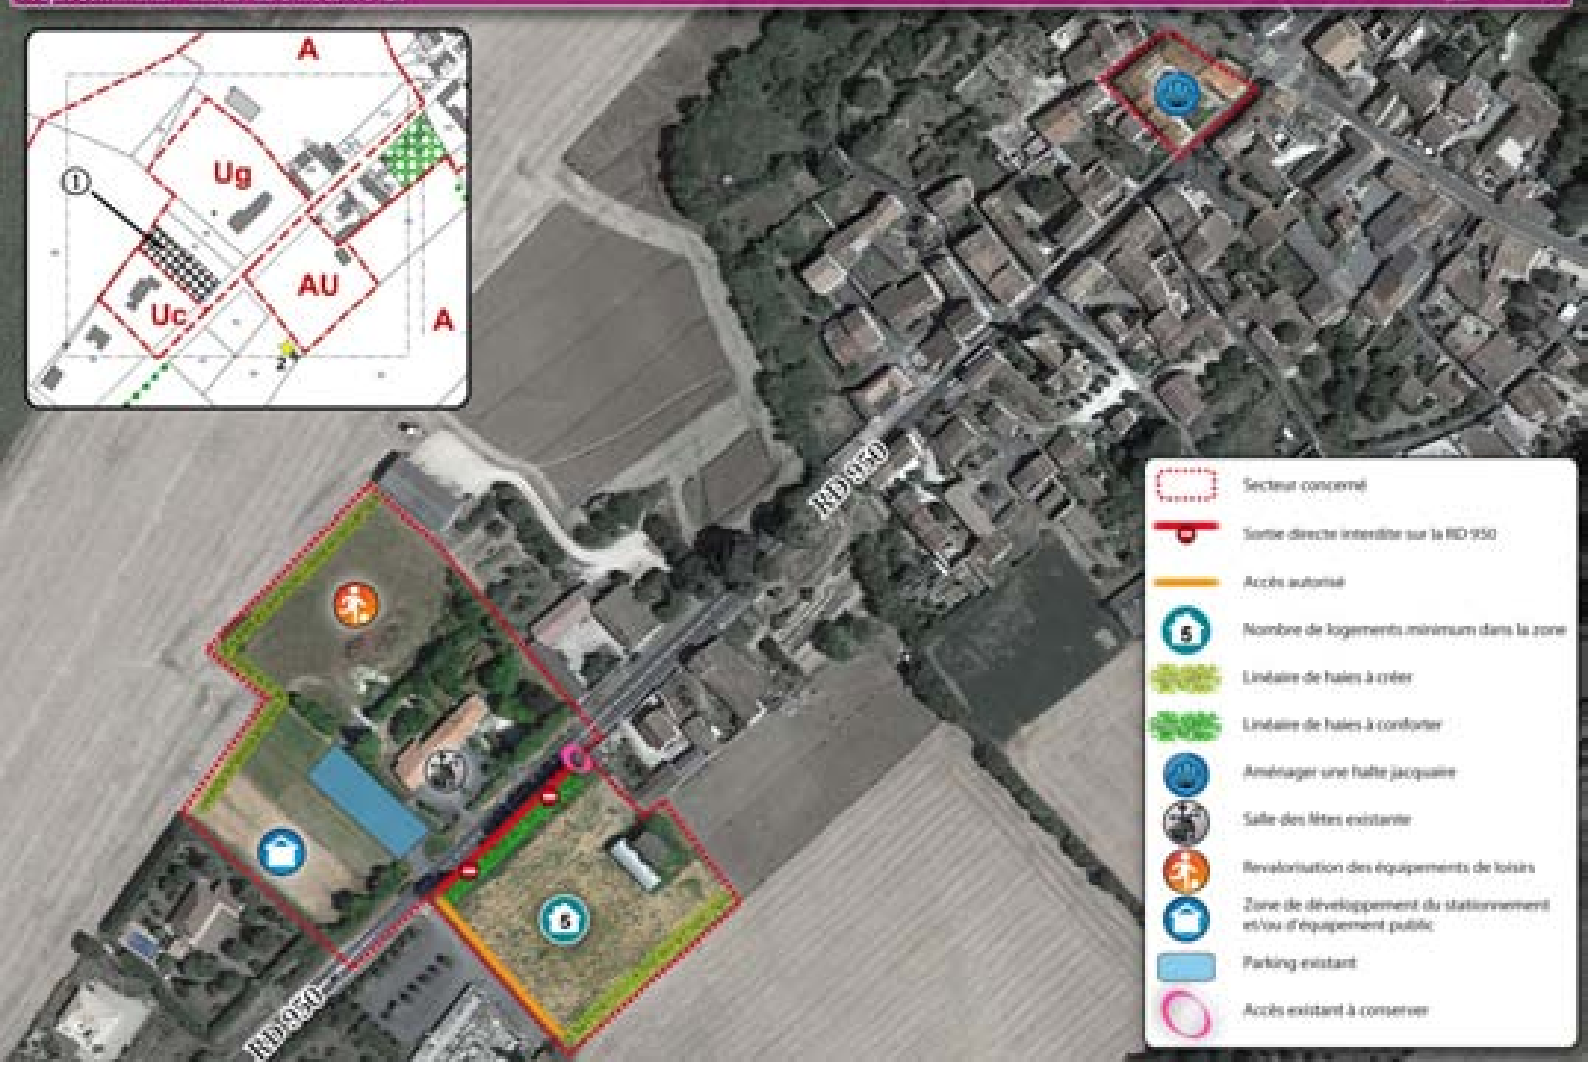 A
Ug
1
AU
Uc
A
2
RD 950
RD 950
5
Secteur concerné
Sortie directe interdite sur la RD 950
Accès autorisé
5
Nombre de logements minimum dans la zone
Linéaire de haies à créer
Linéaire de haies à conforter
Aménager une halte jacquaire
Salle des fêtes existante
Revalorisation des équipements de loisirs
Zone de développement du stationnement
et/ou d'équipement public
Parking existant
Accès existant à conserver